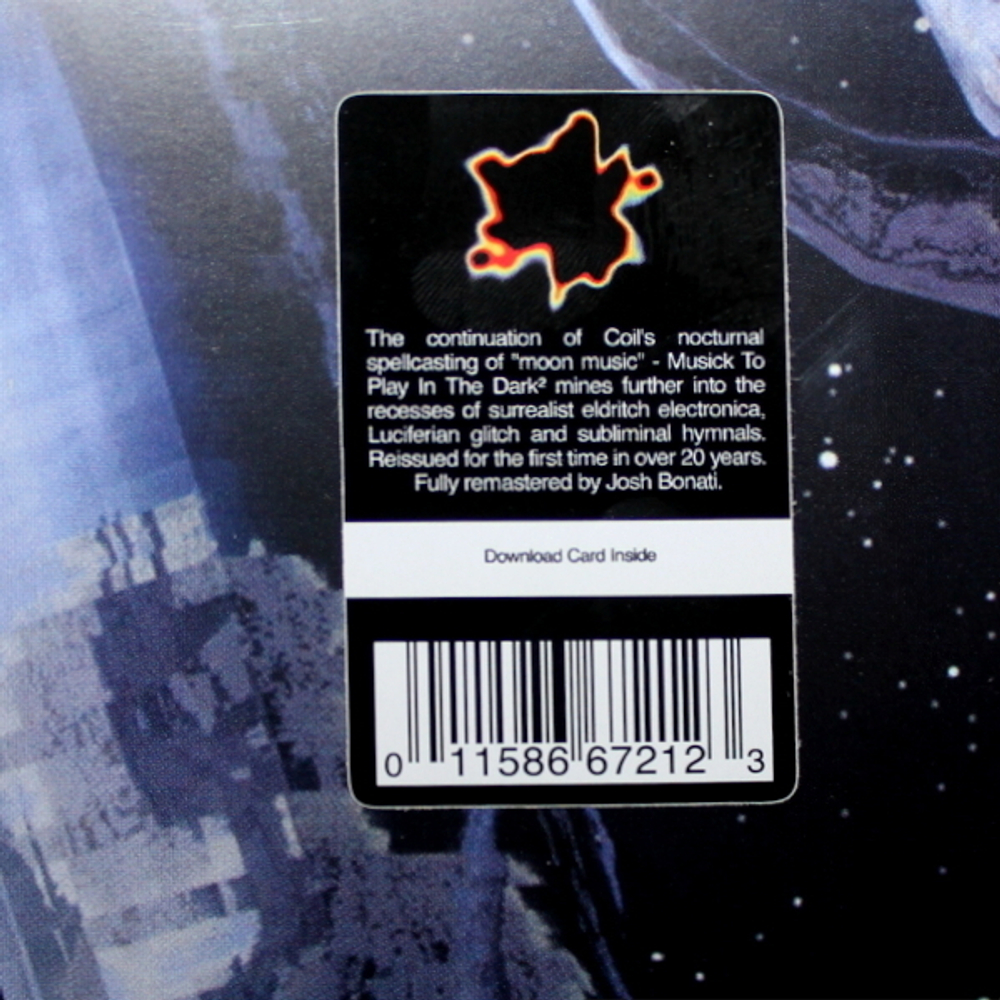 The continuation of Coil's nocturnal
spellcasting of "moon music" - Musick To
Play In The Dark² mines further into the
recesses of surrealist eldritch electronica,
Luciferian glitch and subliminal hymnals.
Reissued for the first time in over 20 years.
Fully remastered by Josh Bonati.
Download Card Inside
0 11586 67212 3